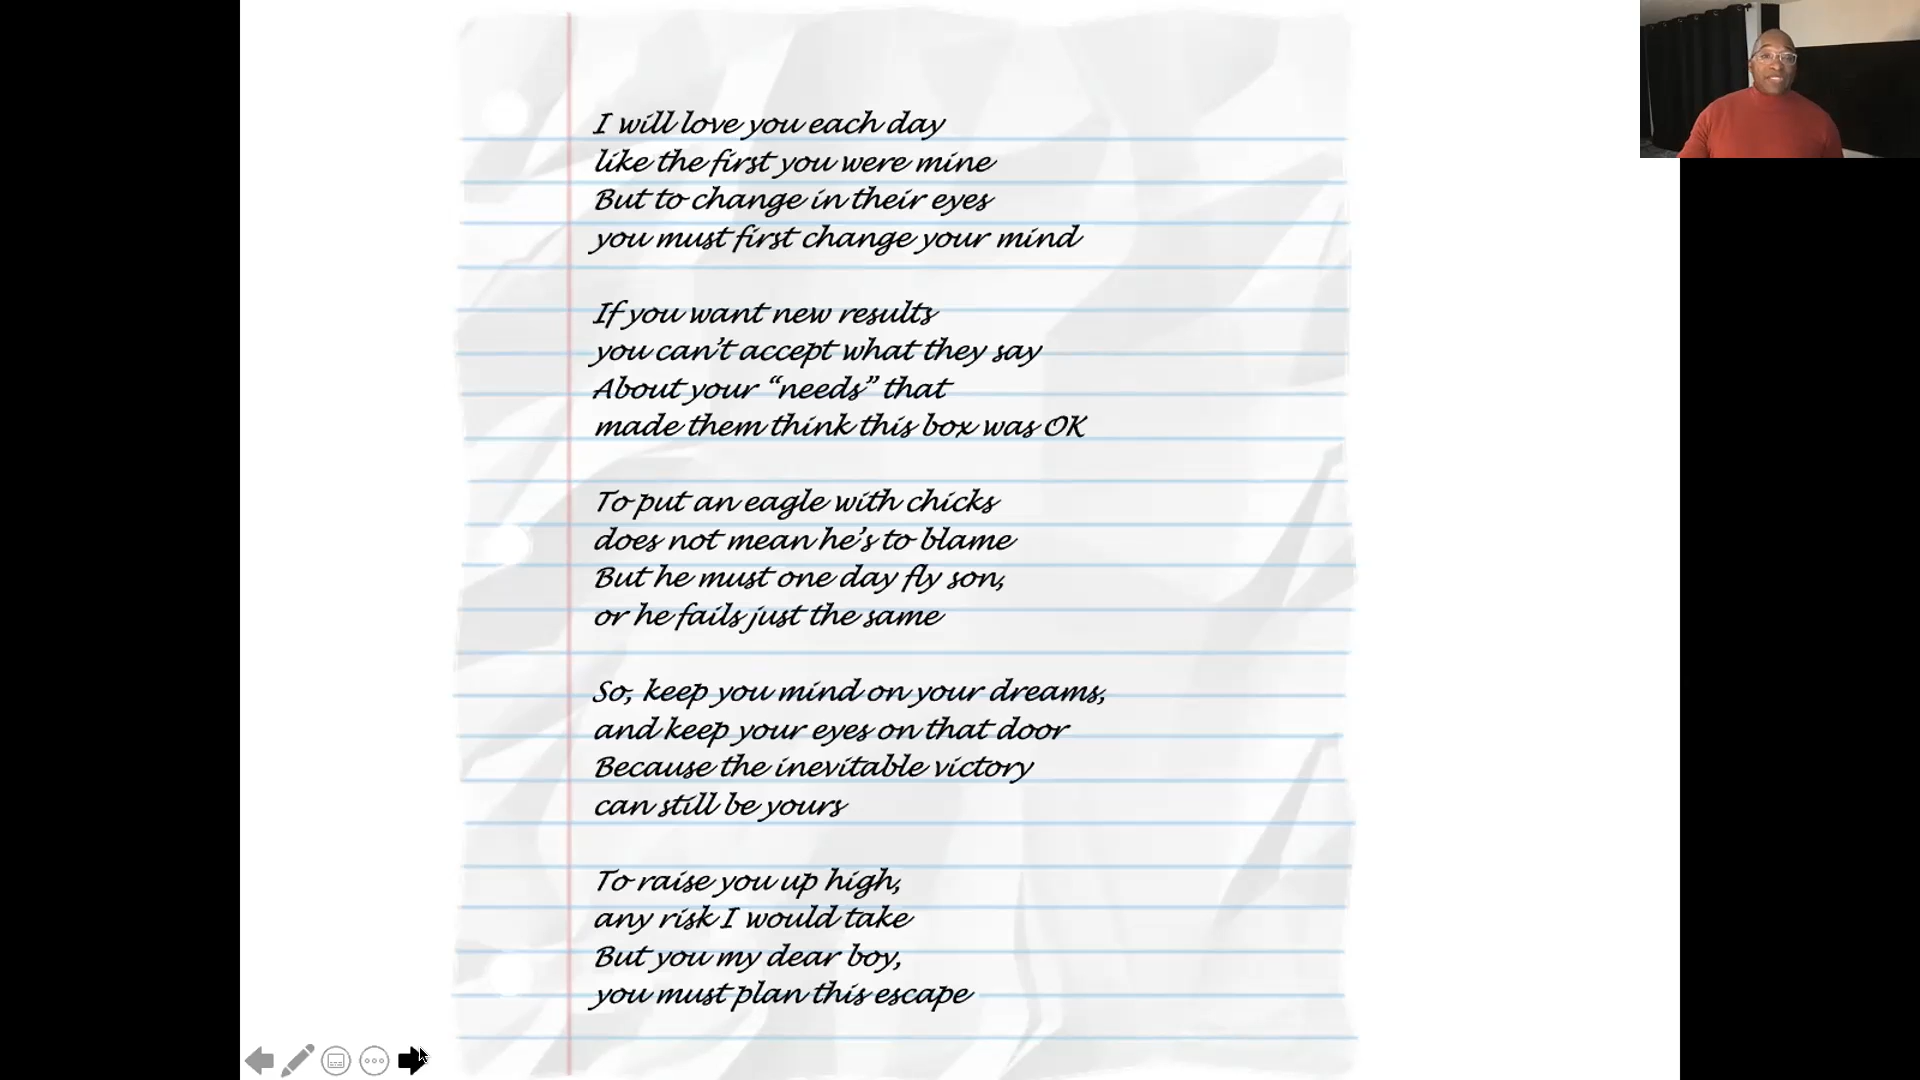 I will love you each day
like the first you were mine
But to change in their eyes
you must first change your mind
If you want new results
you can't accept what they say
About your “needs” that
made them think this box was OK
To put an eagle with chicks
does not mean he's to blame
But he must one day fly son,
or he fails just the same
So, keep you mind on your dreams,
and keep your eyes on that door
Because the inevitable victory
can still be yours
To raise you up high,
any risk I would take
But you my dear boy,
you must plan this escape